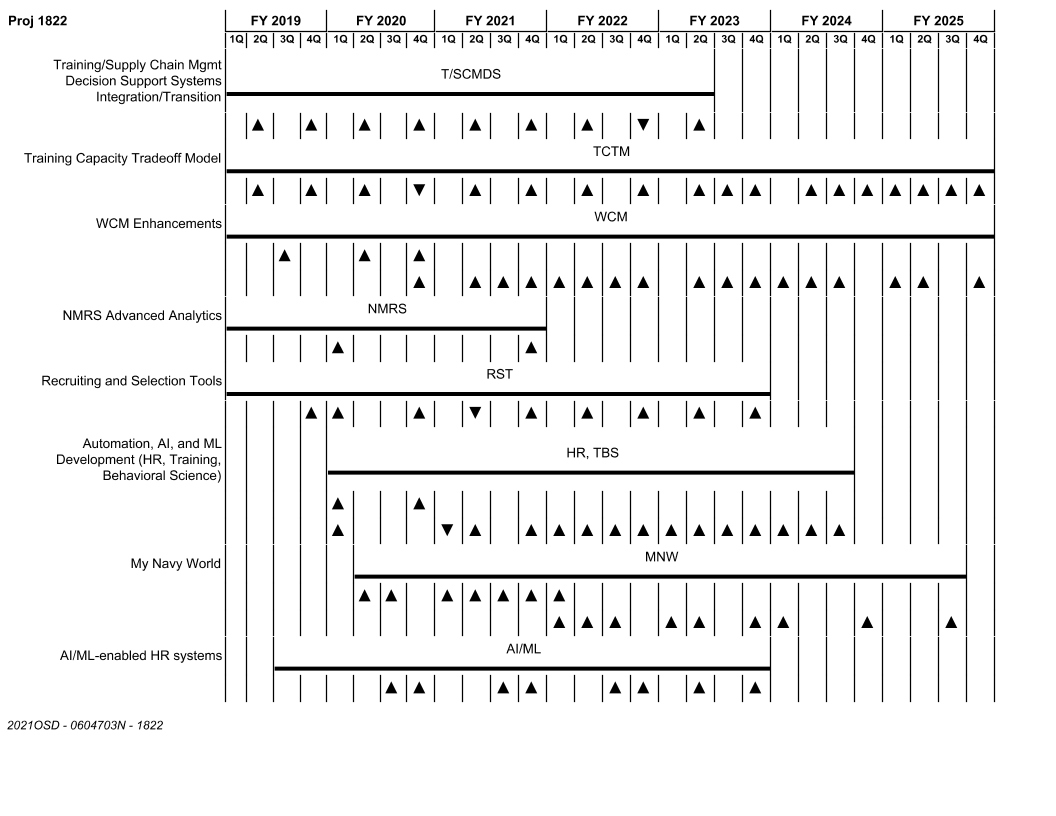 Proj 1822
FY 2019 FY 2020 FY 2021 FY 2022 FY 2023 FY 2024 FY 2025
1Q 2Q 3Q 4Q 1Q 2Q 3Q 4Q 1Q 2Q 3Q 4Q 1Q 2Q 3Q 4Q 1Q 2Q 3Q 4Q 1Q 2Q 3Q 4Q 1Q 2Q 3Q 4Q
Training/Supply Chain Mgmt
Decision Support Systems
Integration/Transition
T/SCMDS
Training Capacity Tradeoff Model
TCTM
WCM Enhancements
WCM
NMRS Advanced Analytics
NMRS
Recruiting and Selection Tools
RST
Automation, AI, and ML
Development (HR, Training,
Behavioral Science)
HR, TBS
My Navy World
MNW
AI/ML-enabled HR systems
AI/ML
2021OSD - 0604703N - 1822